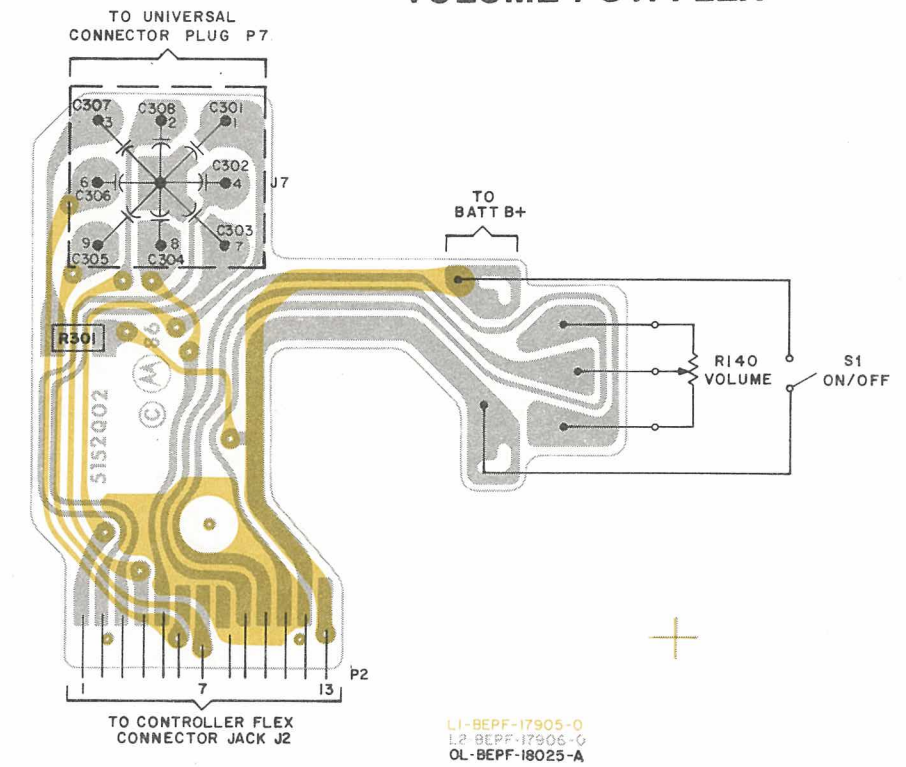 TO UNIVERSAL
CONNECTOR PLUG P7
C307
C308
C301
3
2
1
C302
6
4
J7
C306
C303
9
8
7
C305
C304
TO
BATT B+
R301
86
R140
VOLUME
S1
ON/OFF
©
5152Q02
P2
1
7
13
TO CONTROLLER FLEX
CONNECTOR JACK J2
L1-BEPF-17905-O
L2-BEPF-17906-O
OL-BEPF-18025-A